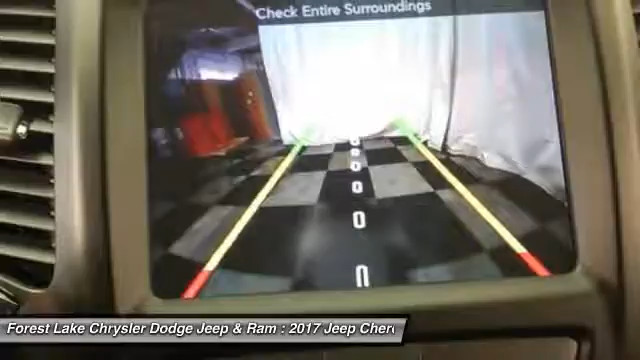 Check Entire Surroundings
Forest Lake Chrysler Dodge Jeep & Ram : 2017 Jeep Cher